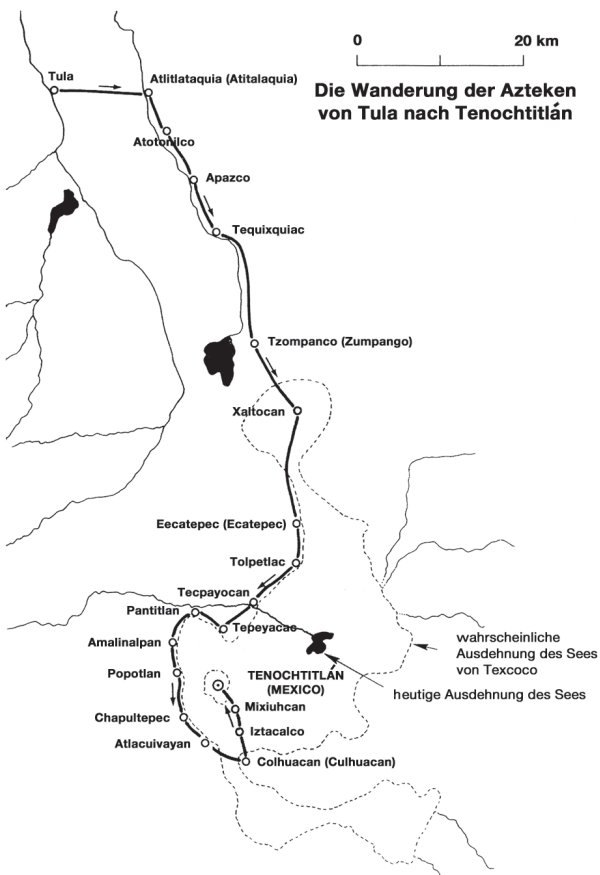 0 20 km
Die Wanderung der Azteken
von Tula nach Tenochtitlán
Tula
Atlitlataquia (Atitalaquia)
Atotonilco
Apazco
Tequixquiac
Tzompanco (Zumpango)
Xaltocan
Eecatepec (Ecatepec)
Tolpetlac
Tecpayocan
Pantitlan
Tepeyacac
Amalinalpan
wahrscheinliche
Ausdehnung des Sees
von Texcoco
Popotlan
TENOCHTITLAN
(MEXICO)
heutige Ausdehnung des Sees
Mixiuhcan
Chapultepec
Iztacalco
Atlacuivayan
Colhuacan (Culhuacan)